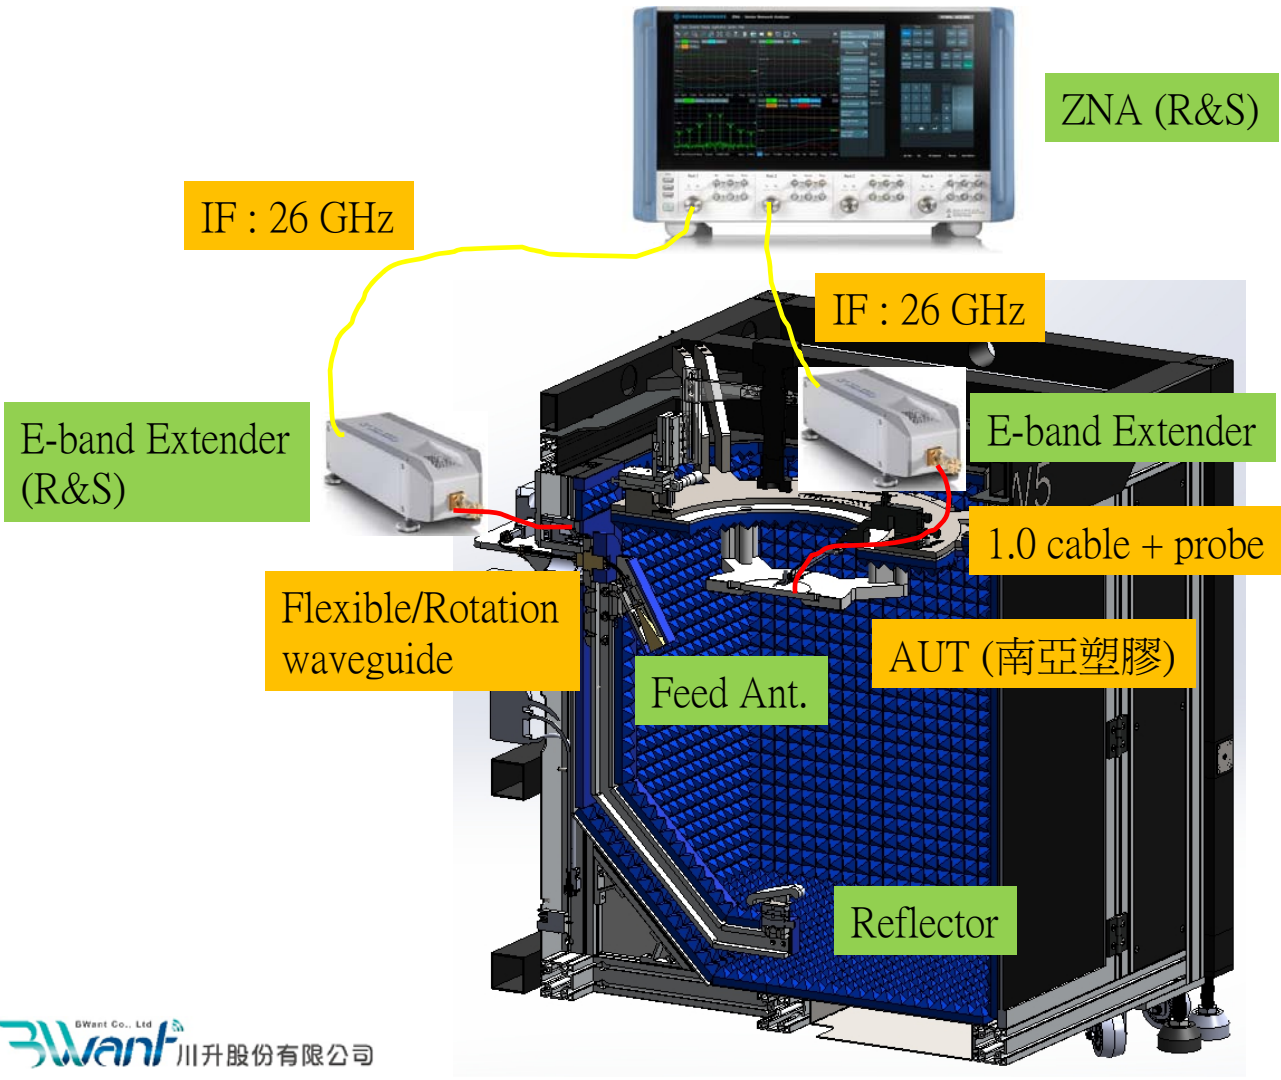 ZNA (R&S)
IF : 26 GHz
IF : 26 GHz
E-band Extender
(R&S)
E-band Extender
N5
1.0 cable + probe
Flexible/Rotation
waveguide
AUT (南亞塑膠)
Feed Ant.
Reflector
BWant Co., Ltd
BWant 川升股份有限公司